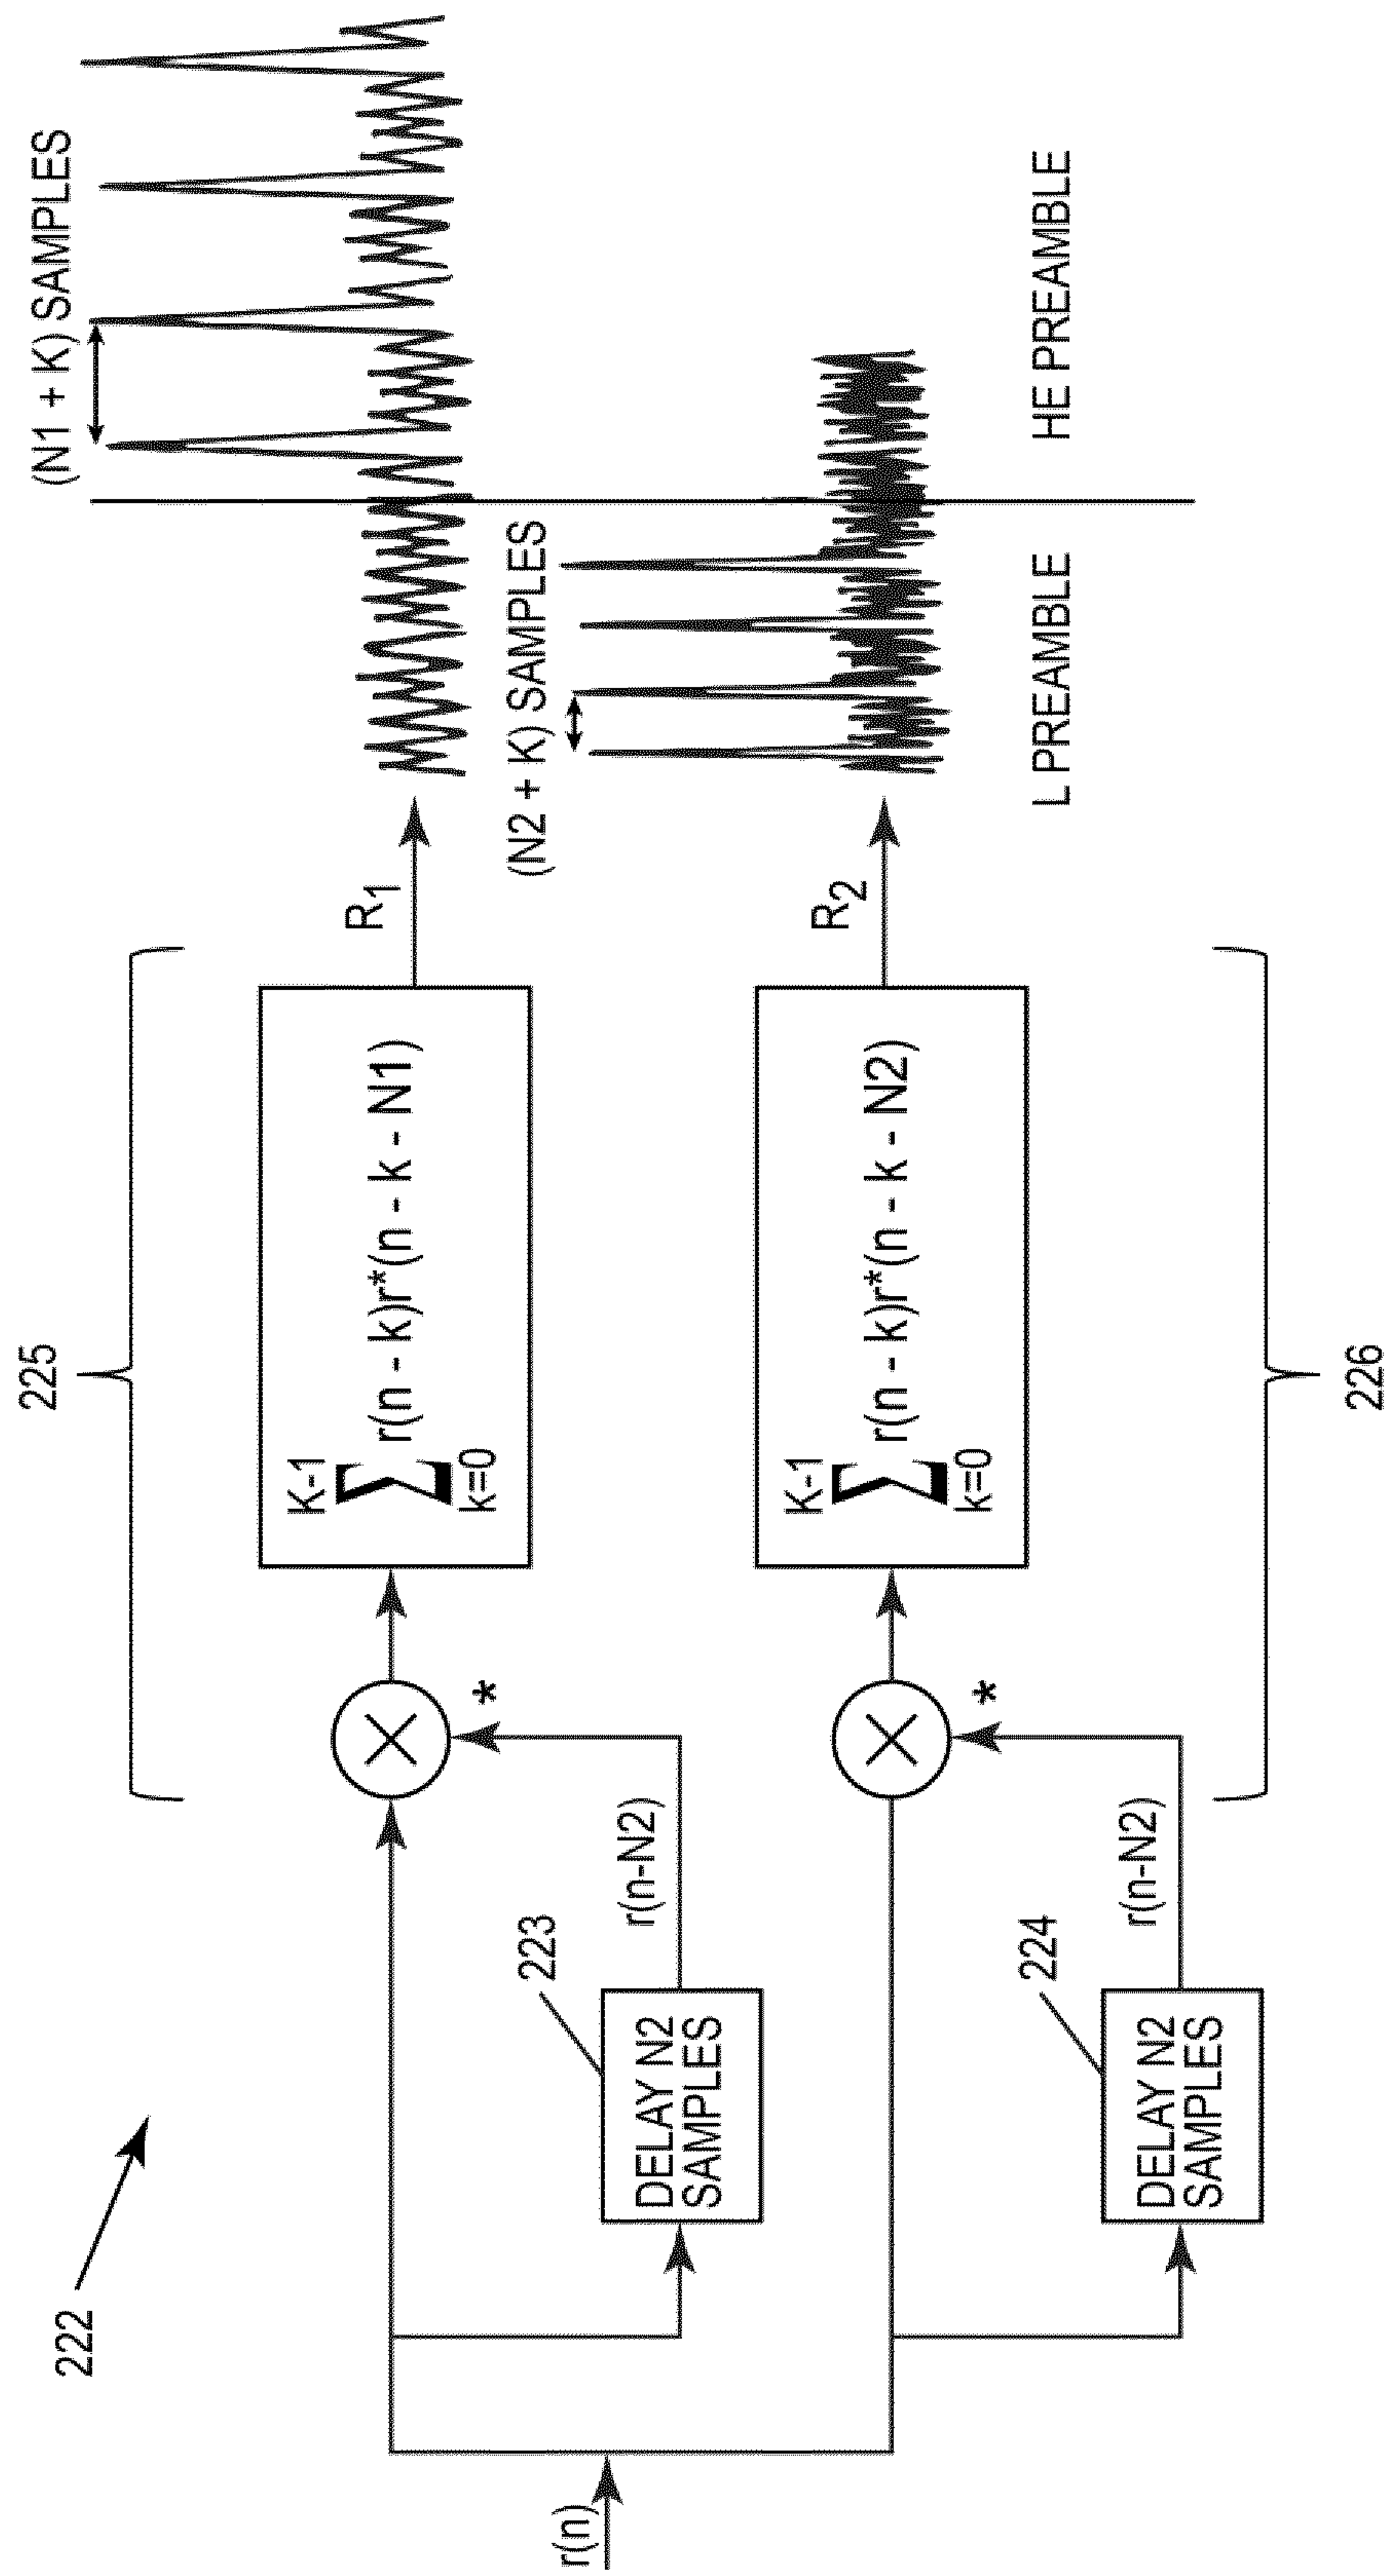 222
r(n)
DELAY N2
SAMPLES
223
r(n-N2)
*
225
K-1
∑ r(n - k)r*(n - k - N1)
k=0
R1
(N1 + K) SAMPLES
DELAY N2
SAMPLES
224
r(n-N2)
*
226
K-1
∑ r(n - k)r*(n - k - N2)
k=0
R2
(N2 + K) SAMPLES
L PREAMBLE
HE PREAMBLE